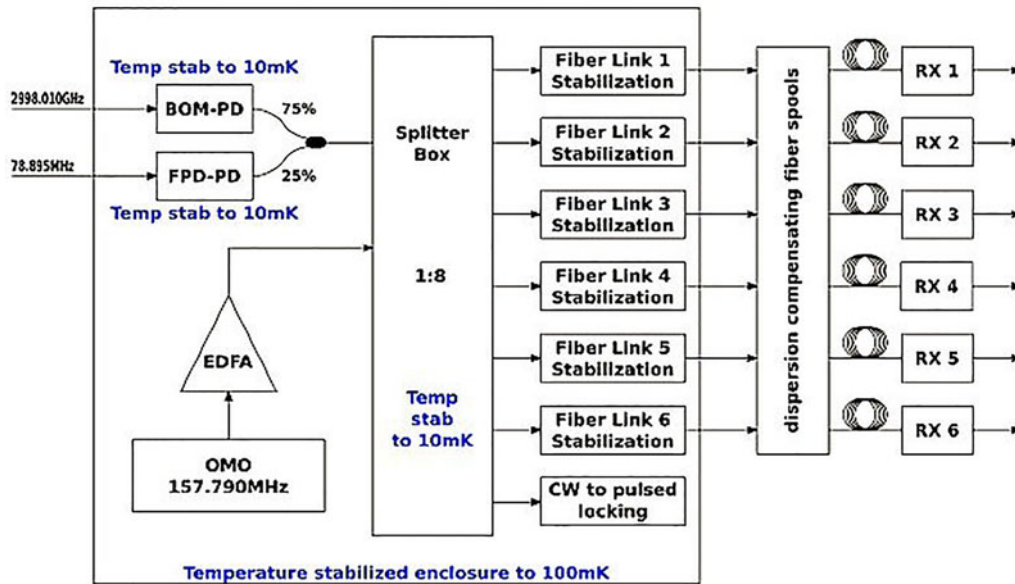 Temp stab to 10mK
2998.010GHz
BOM-PD
75%
78.895MHz
FPD-PD
25%
Temp stab to 10mK
EDFA
OMO
157.790MHz
Splitter
Box
1:8
Temp
stab
to 10mK
Fiber Link 1
Stabilization
Fiber Link 2
Stabilization
Fiber Link 3
Stabilization
Fiber Link 4
Stabilization
Fiber Link 5
Stabilization
Fiber Link 6
Stabilization
CW to pulsed
locking
Temperature stabilized enclosure to 100mK
dispersion compensating fiber spools
RX 1
RX 2
RX 3
RX 4
RX 5
RX 6